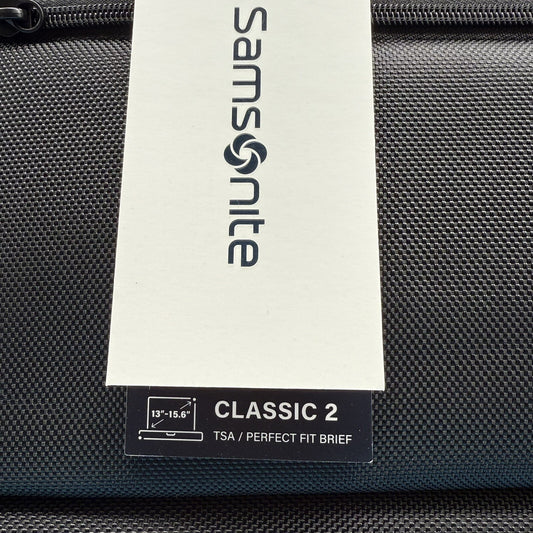 samsonite
13"-15.6"
CLASSIC 2
TSA / PERFECT FIT BRIEF